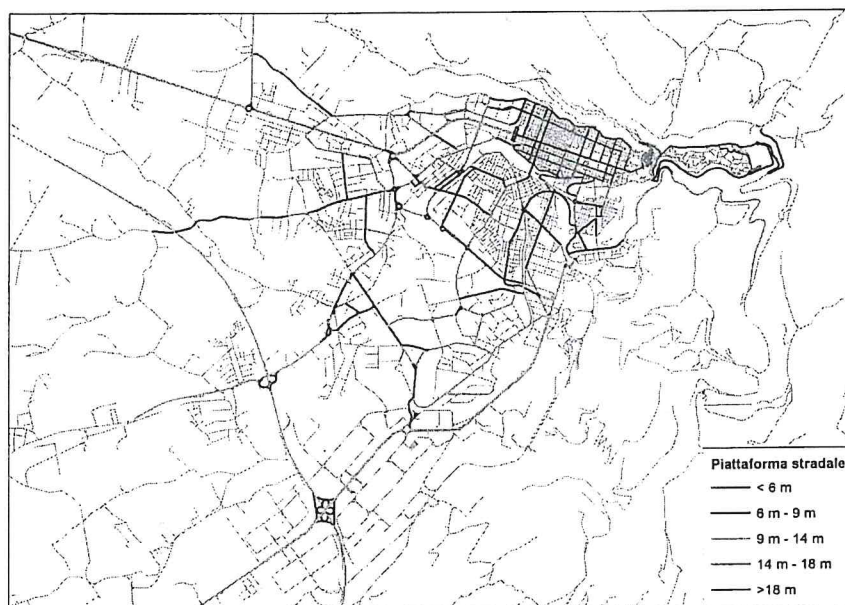 Piattaforma stradale
< 6 m
6 m - 9 m
9 m - 14 m
14 m - 18 m
>18 m